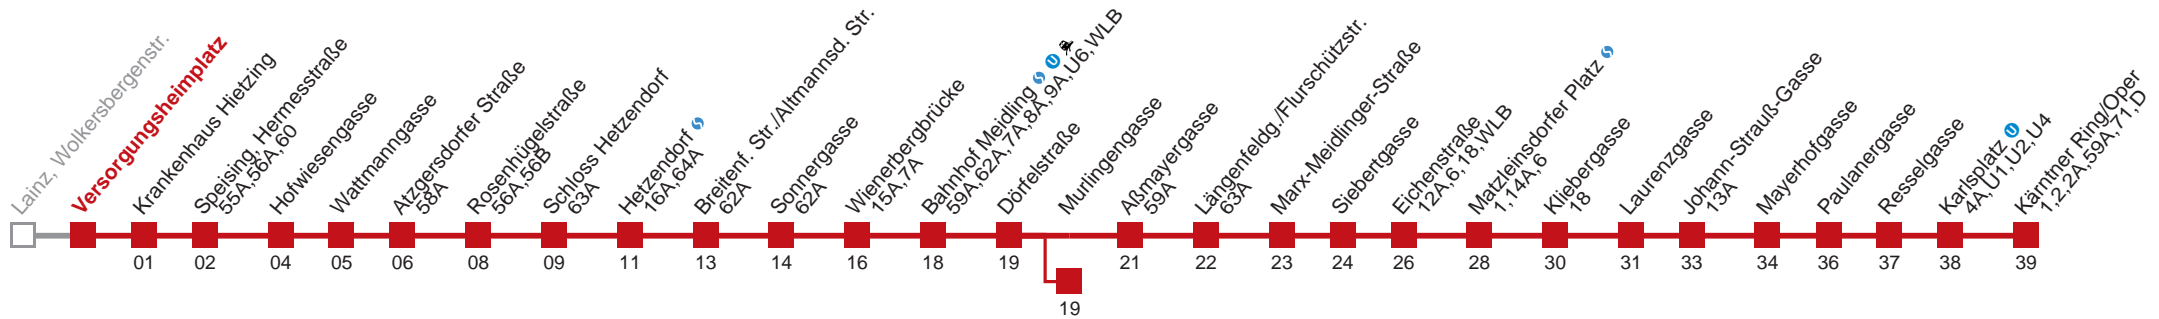 Lainz, Wolkersbergenstr.
Versorgungsheimplatz
Krankenhaus Hietzing
01
Speising, Hermesstraße
55A,56A,60
02
Hofwiesengasse
04
Wattmanngasse
05
Atzgersdorffer Straße
58A
06
Rosenhügelstraße
56A,56B
08
Schloss Hetzendorf
63A
09
Hetzendorf
16A,64A
11
Breitenf. Str./Altmannsd. Str.
62A
13
Sonnergasse
62A
14
Wienerbergbrücke
15A,7A
16
Bahnhof Meidling U
59A,62A,7A,8A,9A,U6,WLB
18
Dörfelstraße
19
Murlingengasse
19
Aßmayergasse
59A
21
Längenfeldg./Flurschützstr.
63A
22
Marx-Meidlinger-Straße
23
Siebertgasse
24
Eichenstraße
12A,6,18,WLB
26
Matzleinsdorfer Platz
1,14A,6
28
Kliebergasse
18
30
Laurenzgasse
31
Johann-Strauß-Gasse
13A
33
Mayerhofgasse
34
Paulanergasse
36
Resselgasse
37
Karlsplatz U
4A,U1,U2,U4
38
Kärntner Ring/Oper
1,2,2A,59A,71,D
39